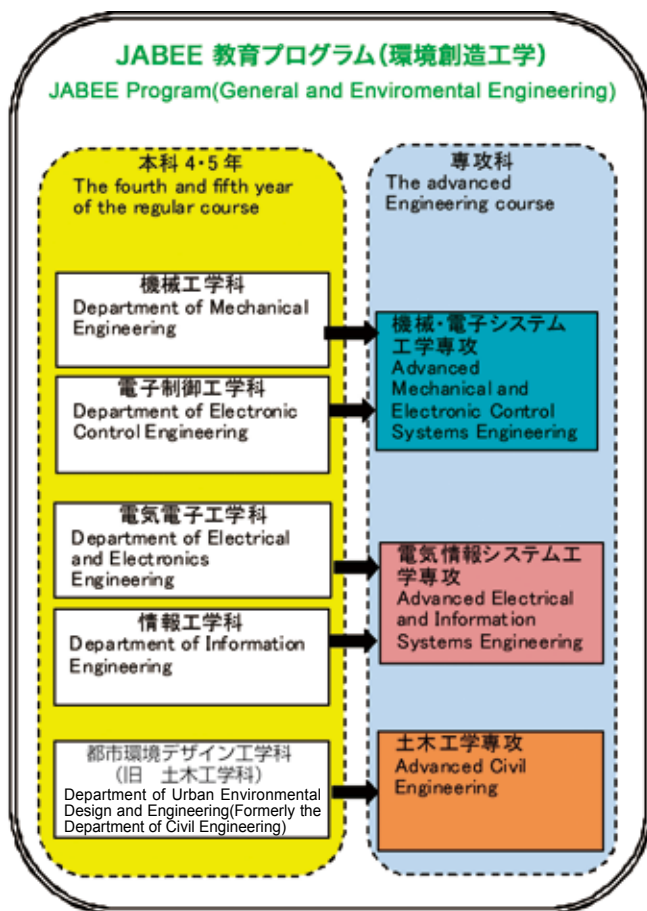 JABEE 教育プログラム(環境創造工学)
JABEE Program(General and Enviromental Engineering)
本科 4・5 年
The fourth and fifth year
of the regular course
機械工学科
Department of Mechanical
Engineering
電子制御工学科
Department of Electronic
Control Engineering
電気電子工学科
Department of Electrical
and Electronics
Engineering
情報工学科
Department of Information
Engineering
都市環境デザイン工学科
(旧 土木工学科)
Department of Urban Environmental
Design and Engineering(Formerly the
Department of Civil Engineering)
専攻科
The advanced
Engineering course
機械・電子システム
工学専攻
Advanced
Mechanical and
Electronic Control
Systems Engineering
電気情報システム工
学専攻
Advanced Electrical
and Information
Systems Engineering
土木工学専攻
Advanced Civil
Engineering